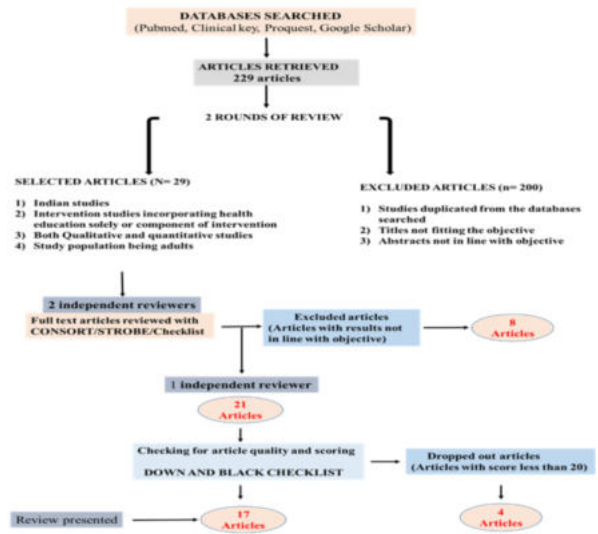 DATABASES SEARCHED
(Pubmed, Clinical key, Proquest, Google Scholar)
ARTICLES RETRIEVED
229 articles
2 ROUNDS OF REVIEW
SELECTED ARTICLES (N= 29)
1) Indian studies
2) Intervention studies incorporating health
education solely or component of intervention
3) Both Qualitative and quantitative studies
4) Study population being adults
EXCLUDED ARTICLES (n= 200)
1) Studies duplicated from the databases
searched
2) Titles not fitting the objective
3) Abstracts not in line with objective
2 independent reviewers
Full text articles reviewed with
CONSORT/STROBE/Checklist
Excluded articles
(Articles with results not
in line with objective)
8
Articles
1 independent reviewer
21
Articles
Checking for article quality and scoring
DOWN AND BLACK CHECKLIST
Dropped out articles
(Articles with score less than 20)
Review presented
17
Articles
4
Articles